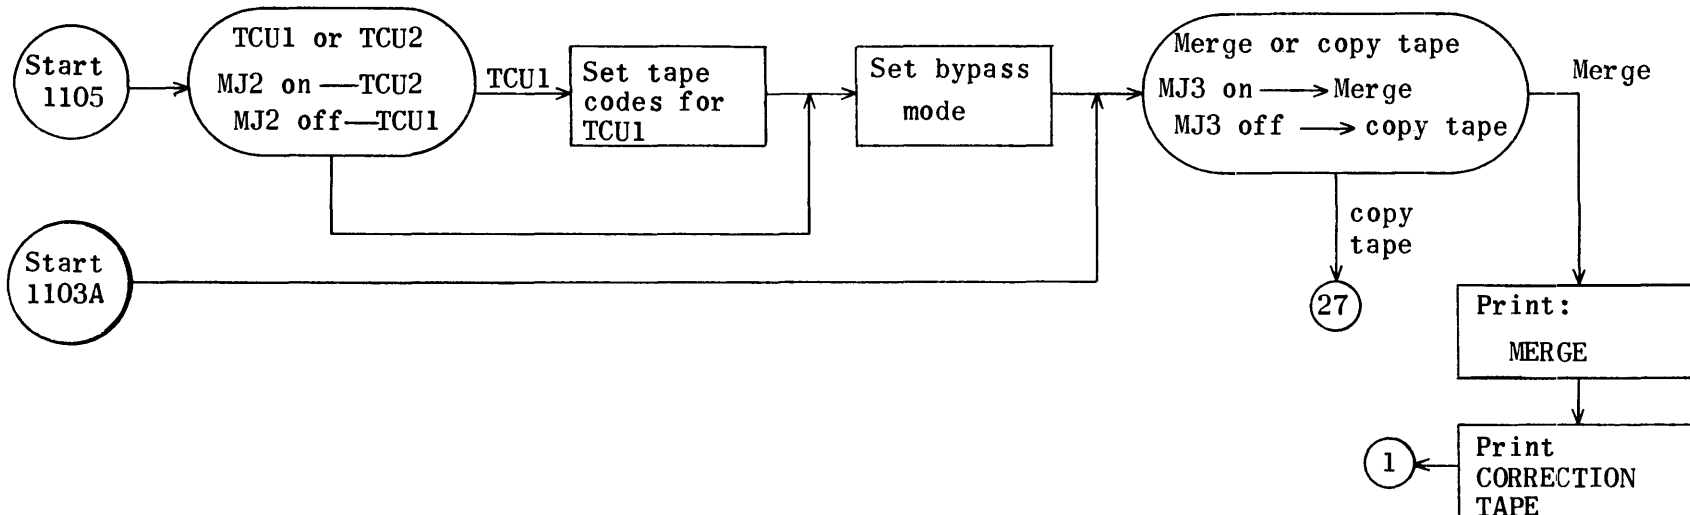 Start
1105
TCU1 or TCU2
MJ2 on — TCU2
MJ2 off — TCU1
TCU1
Set tape
codes for
TCU1
Set bypass
mode
Merge or copy tape
MJ3 on → Merge
MJ3 off → copy tape
Merge
copy
tape
27
Start
1103A
Print:
MERGE
Print
CORRECTION
TAPE
1